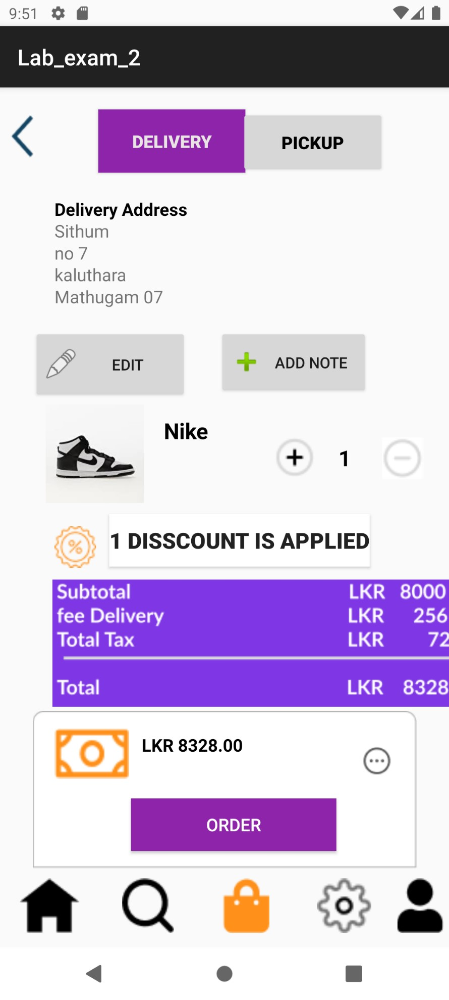 9:51
Lab_exam_2
DELIVERY PICKUP
Delivery Address
Sithum
no 7
kaluthara
Mathugam 07
EDIT ADD NOTE
Nike
1
% 1 DISSCOUNT IS APPLIED
Subtotal LKR 8000
fee Delivery LKR 256
Total Tax LKR 72
Total LKR 8328
LKR 8328.00
ORDER